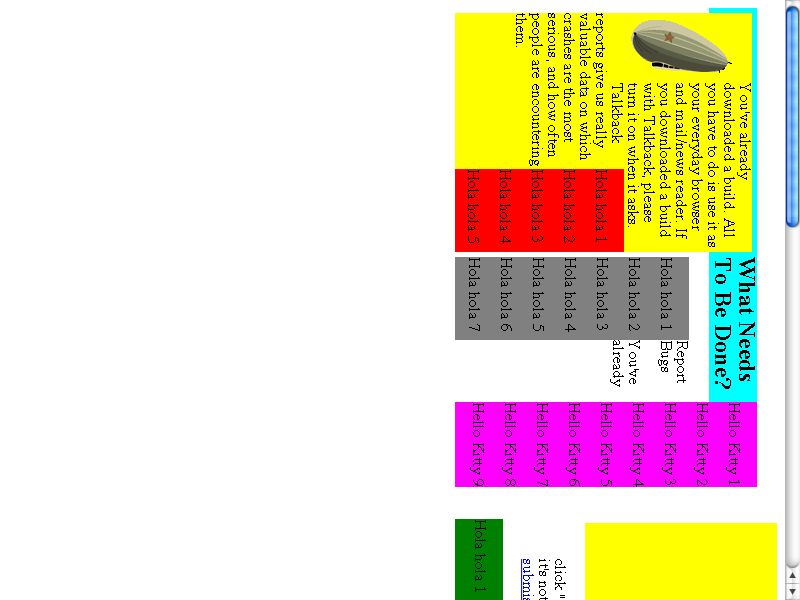 You've already
downloaded a build. All
you have to do is use it as
your everyday browser
and mail/news reader. If
you downloaded a build
with Talkback, please
turn it on when it asks.
Talkback
reports give us really
valuable data on which
crashes are the most
serious, and how often
people are encountering
them.
Hola hola 1
Hola hola 2
Hola hola 3
Hola hola 4
Hola hola 5
What Needs
To Be Done?
Report
Bugs
Hola hola 1
Hola hola 2
Hola hola 3
Hola hola 4
Hola hola 5
Hola hola 6
Hola hola 7
You've
already
Hello Kitty 1
Hello Kitty 2
Hello Kitty 3
Hello Kitty 4
Hello Kitty 5
Hello Kitty 6
Hello Kitty 7
Hello Kitty 8
Hello Kitty 9
click "
it's not
submis
Hola hola 1